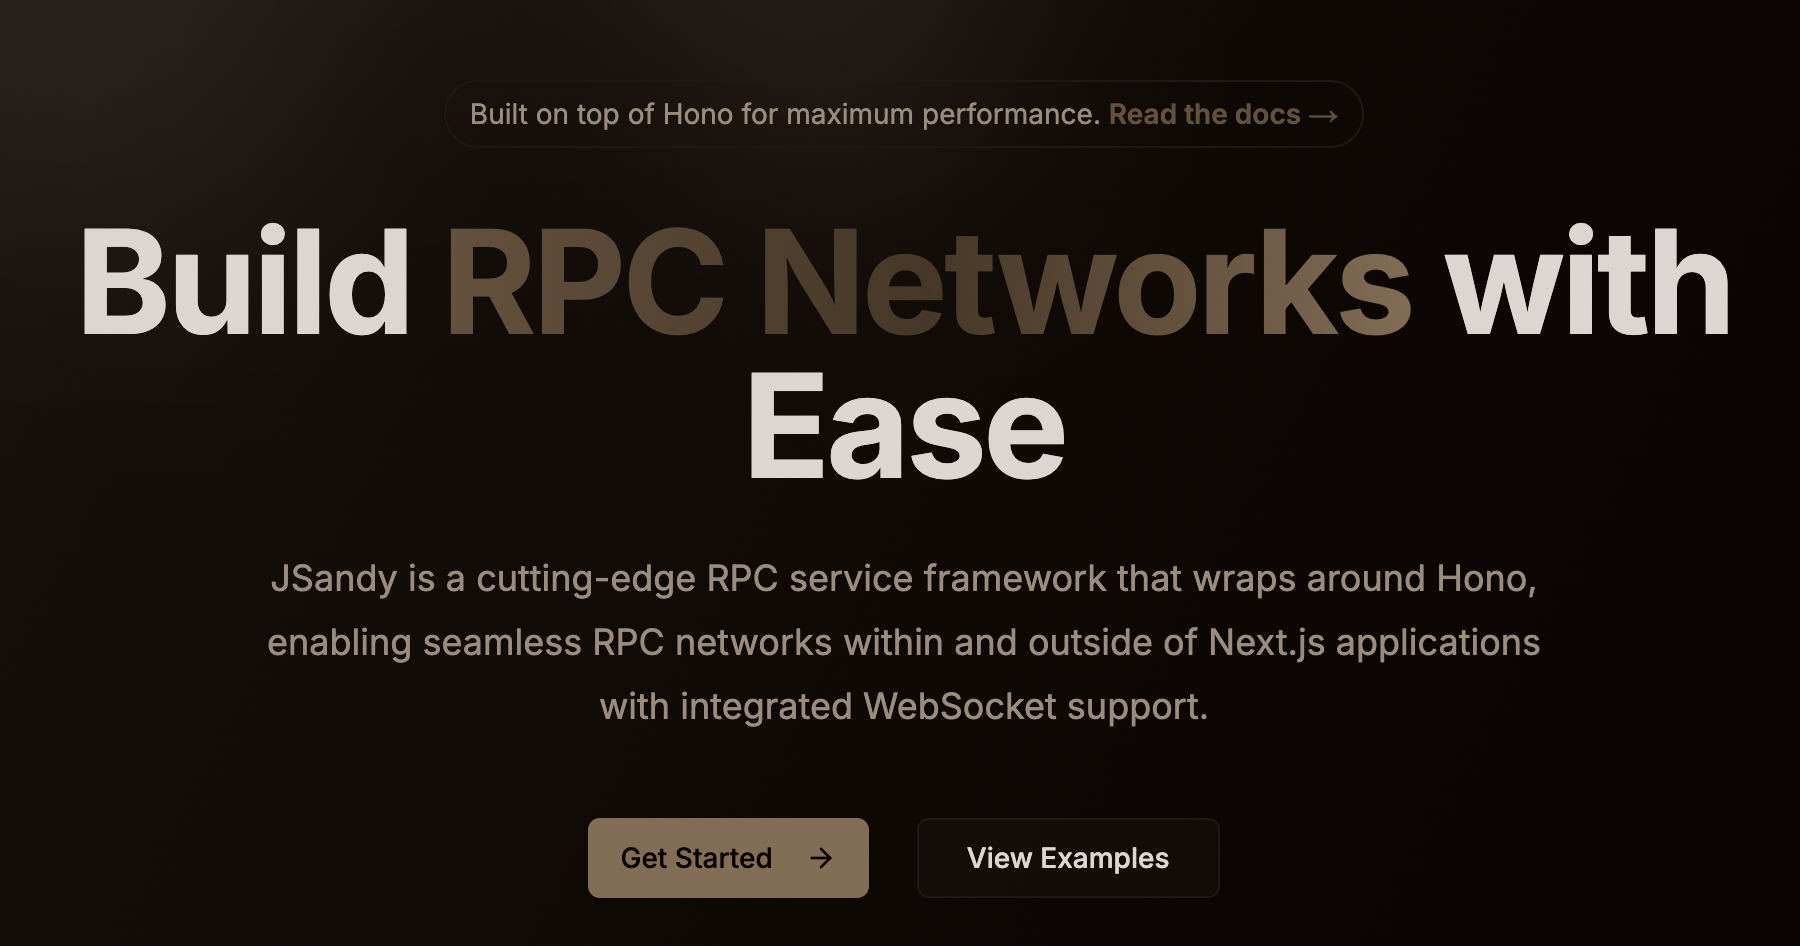 Built on top of Hono for maximum performance. Read the docs →
Build RPC Networks with
Ease
JSandy is a cutting-edge RPC service framework that wraps around Hono,
enabling seamless RPC networks within and outside of Next.js applications
with integrated WebSocket support.
Get Started →
View Examples